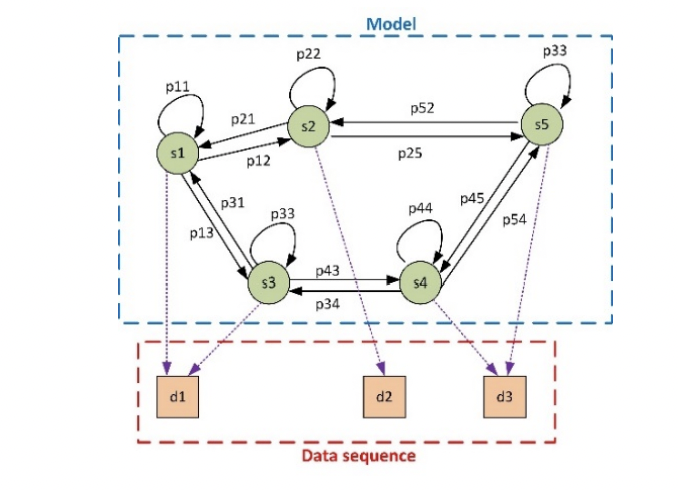 Model
p22
p33
p11
p21
p52
s1
s2
s5
p12
p25
p31
p13
p33
p44
p45
p54
s3
p43
p34
s4
d1
d2
d3
Data sequence